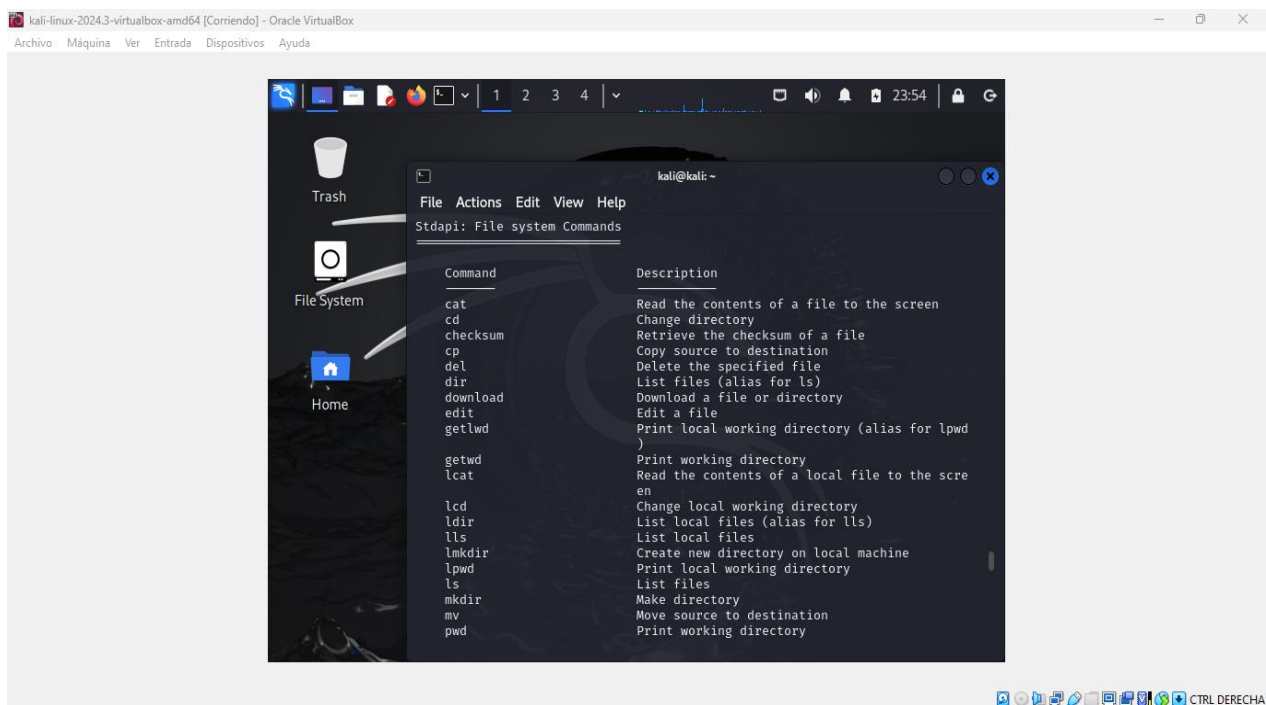 kali-linux-2024.3-virtualbox-amd64 [Corriendo] - Oracle VirtualBox
Archivo Máquina Ver Entrada Dispositivos Ayuda
1 2 3 4 23:54
Trash
File System
Home
kali@kali: ~
File Actions Edit View Help
Stdapi: File system Commands
Command Description
cat Read the contents of a file to the screen
cd Change directory
checksum Retrieve the checksum of a file
cp Copy source to destination
del Delete the specified file
dir List files (alias for ls)
download Download a file or directory
edit Edit a file
getlwd Print local working directory (alias for lpwd
)
getwd Print working directory
lcat Read the contents of a local file to the scre
en
lcd Change local working directory
ldir List local files (alias for lls)
lls List local files
lmkdir Create new directory on local machine
lpwd Print local working directory
ls List files
mkdir Make directory
mv Move source to destination
pwd Print working directory
CTRL DERECHA